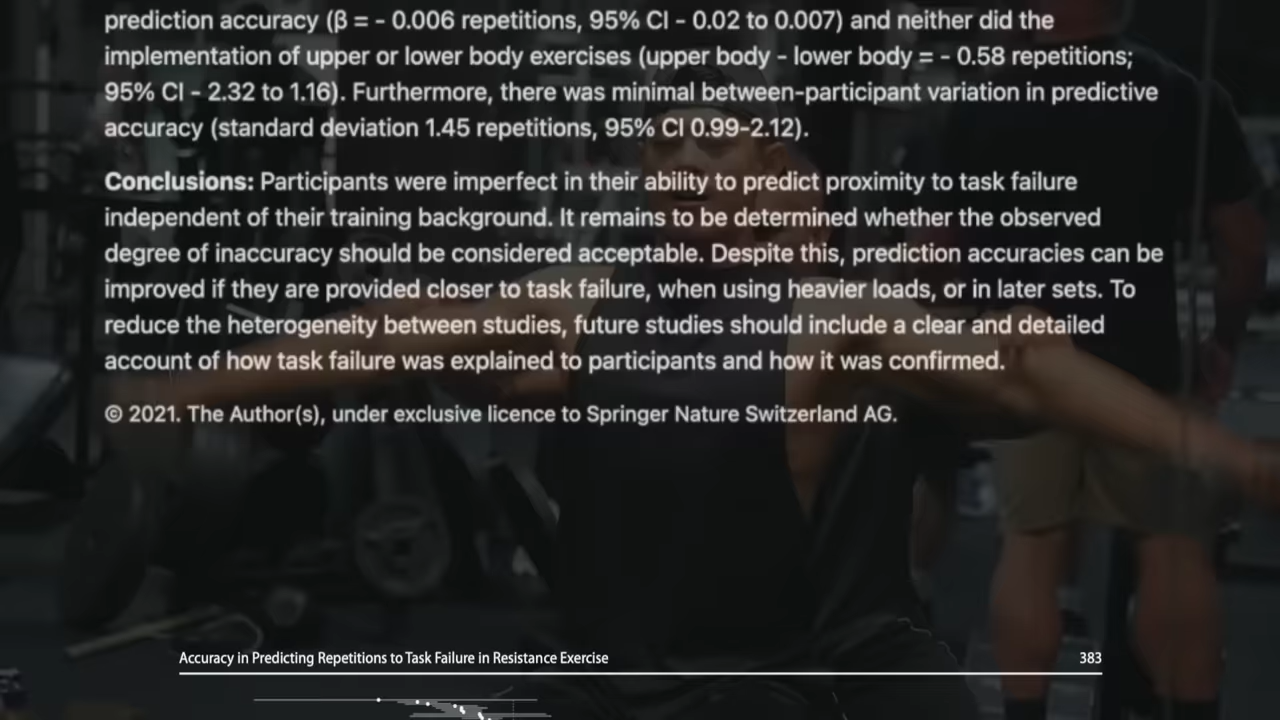 prediction accuracy (β = - 0.006 repetitions, 95% CI - 0.02 to 0.007) and neither did the
implementation of upper or lower body exercises (upper body - lower body = - 0.58 repetitions;
95% CI - 2.32 to 1.16). Furthermore, there was minimal between-participant variation in predictive
accuracy (standard deviation 1.45 repetitions, 95% CI 0.99-2.12).
Conclusions: Participants were imperfect in their ability to predict proximity to task failure
independent of their training background. It remains to be determined whether the observed
degree of inaccuracy should be considered acceptable. Despite this, prediction accuracies can be
improved if they are provided closer to task failure, when using heavier loads, or in later sets. To
reduce the heterogeneity between studies, future studies should include a clear and detailed
account of how task failure was explained to participants and how it was confirmed.
© 2021. The Author(s), under exclusive licence to Springer Nature Switzerland AG.
Accuracy in Predicting Repetitions to Task Failure in Resistance Exercise 383